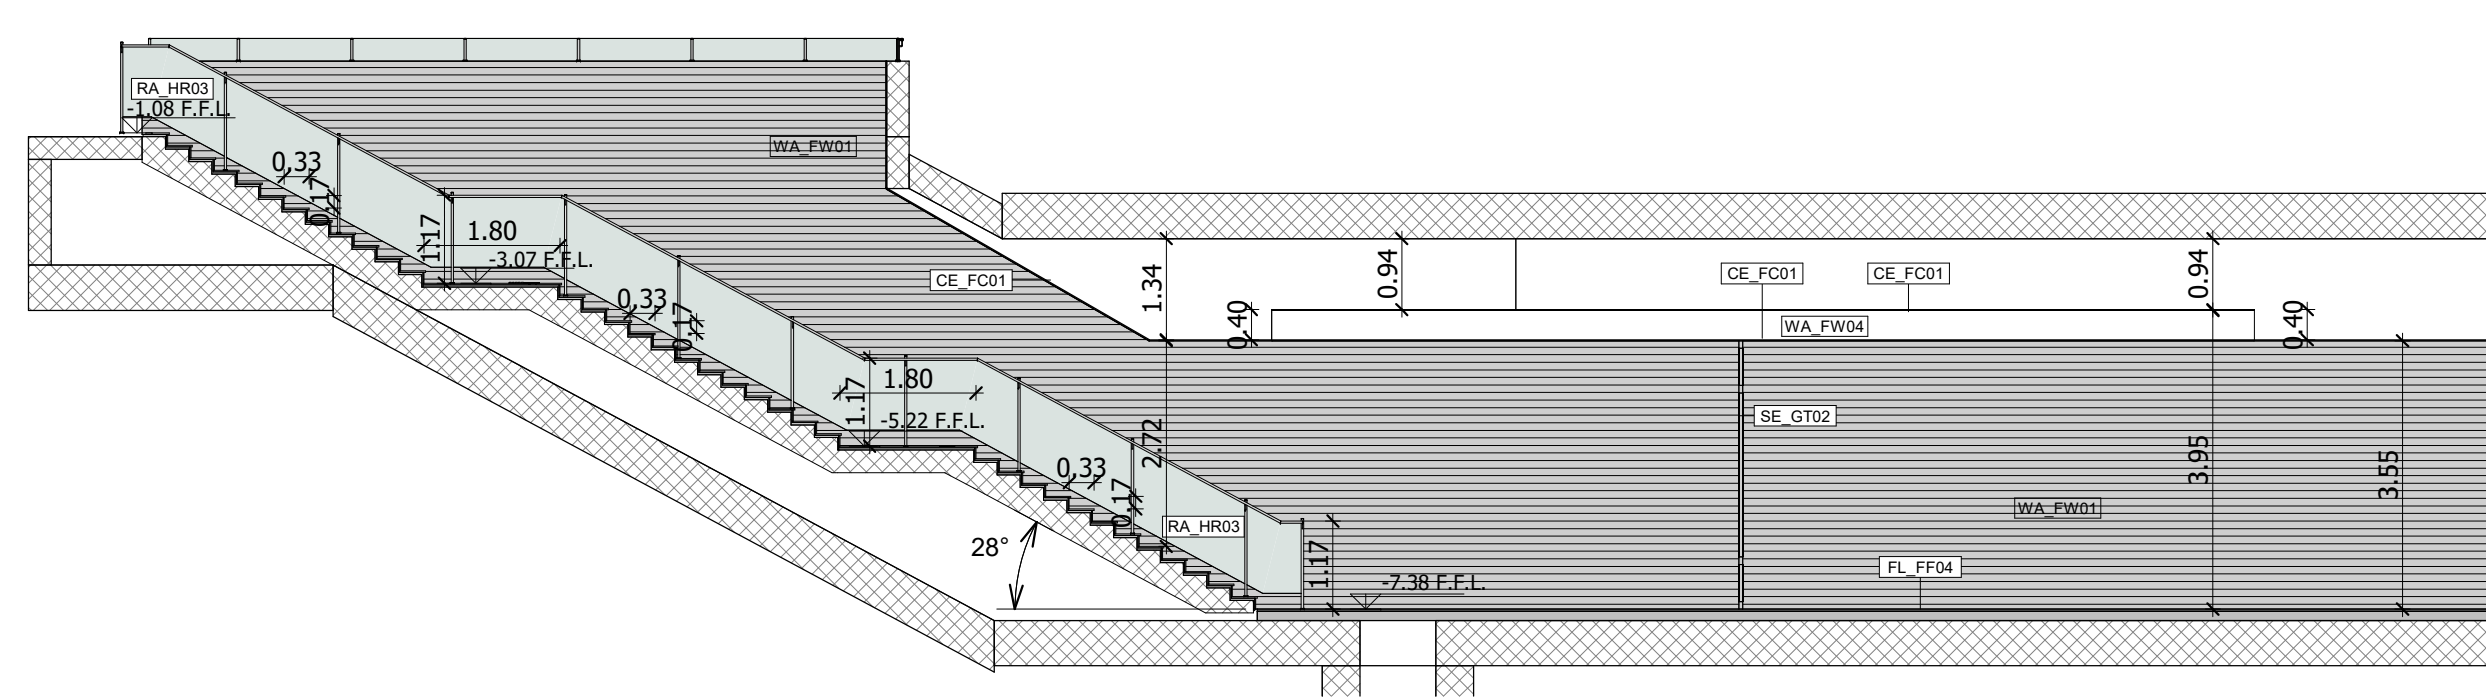 RA_HR03
-1.08 F.F.L.
WA_FW01
0,33
0,17
1.17
1.80
-3.07 F.F.L.
CE_FC01
1.34
0.94
CE_FC01
CE_FC01
0.94
0,33
0,17
0,40
WA_FW04
0,40
1.17
1.80
-5.22 F.F.L.
SE_GT02
2.72
3.95
3.55
0,33
0,17
RA_HR03
WA_FW01
28°
1.17
-7.38 F.F.L.
FL_FF04